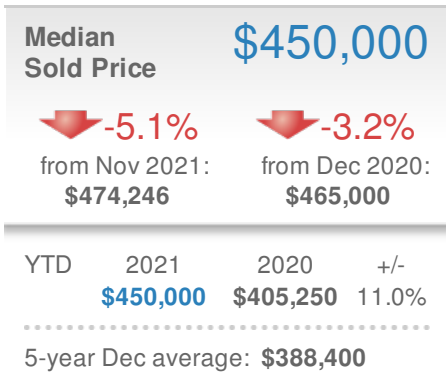 Median $450,000
Sold Price
-5.1% -3.2%
from Nov 2021: from Dec 2020:
$474,246 $465,000
YTD 2021 2020 +/-
$450,000 $405,250 11.0%
5-year Dec average: $388,400